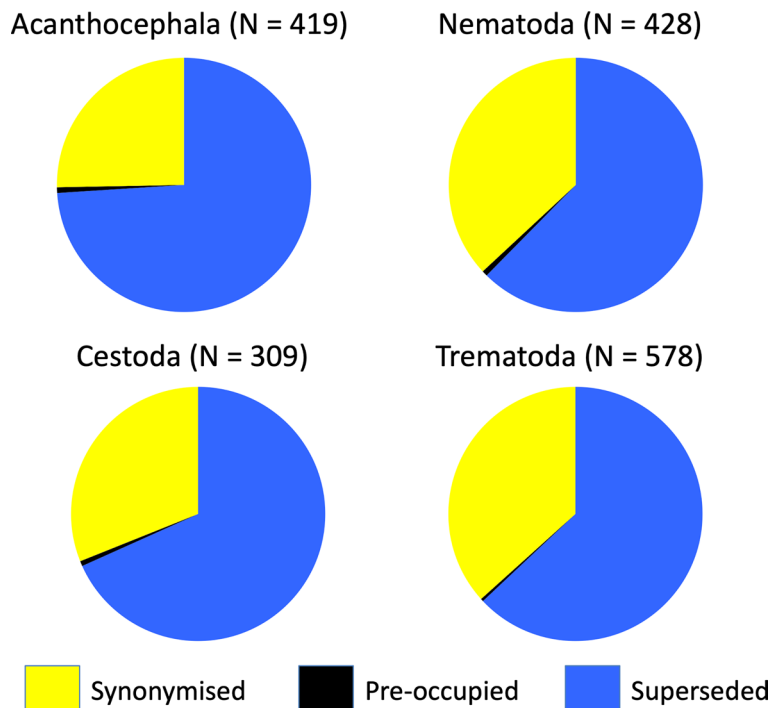 Acanthocephala (N = 419)
Nematoda (N = 428)
Cestoda (N = 309)
Trematoda (N = 578)
Synonymised
Pre-occupied
Superseded